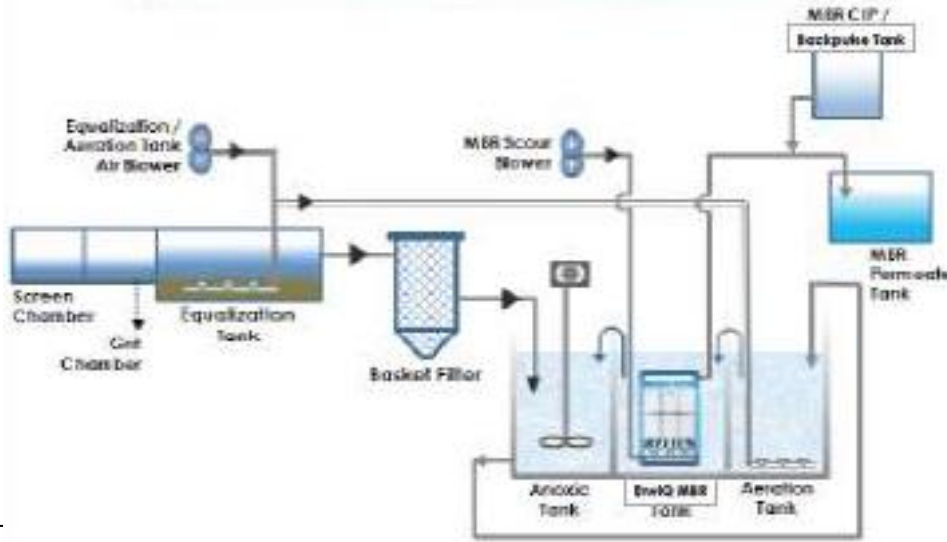 MBR CIP /
Backpulse Tank
Equalization /
Aeration Tank
Air Blower
MBR Scour
Blower
MBR
Permeate
Tank
Screen
Chamber
Equalization
Tank
Grit
Chamber
Basket Filter
Anoxic
Tank
EnviQ MBR
Tank
Aeration
Tank